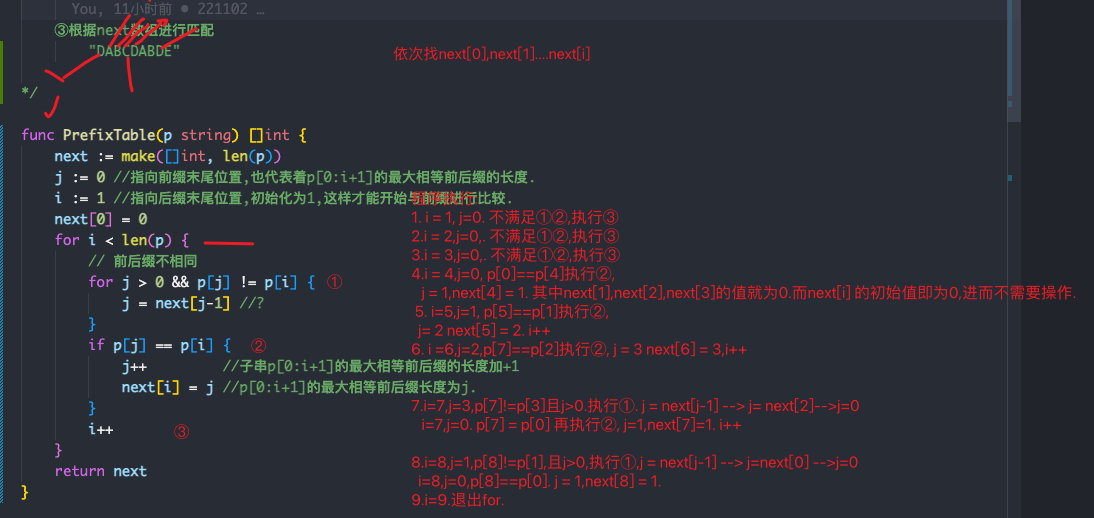 You, 11小时前 • 221102 …
③根据next数组进行匹配
"DABCDABDE"
依次找next[0],next[1]....next[i]
*/
func PrefixTable(p string) []int {
next := make([]int, len(p))
j := 0 //指向前缀末尾位置,也代表着p[0:i+1]的最大相等前后缀的长度.
i := 1 //指向后缀末尾位置,初始化为1,这样才能开始与前缀进行比较.
next[0] = 0
1. i = 1, j=0. 不满足①②,执行③
for i < len(p) {
2.i = 2,j=0,. 不满足①②,执行③
// 前后缀不相同
3.i = 3,j=0,. 不满足①②,执行③
for j > 0 && p[j] != p[i] { ①
4.i = 4,j=0, p[0]==p[4]执行②,
j = next[j-1] //?
j = 1,next[4] = 1. 其中next[1],next[2],next[3]的值就为0.而next[i] 的初始值即为0,进而不需要操作.
}
5. i=5,j=1, p[5]==p[1]执行②,
j= 2 next[5] = 2. i++
if p[j] == p[i] { ②
6. i =6,j=2,p[7]==p[2]执行②, j = 3 next[6] = 3,i++
j++ //子串p[0:i+1]的最大相等前后缀的长度加+1
next[i] = j //p[0:i+1]的最大相等前后缀长度为j.
}
7.i=7,j=3,p[7]!=p[3]且j>0.执行①. j = next[j-1] --> j= next[2]-->j=0
i++ ③
i=7,j=0. p[7] = p[0] 再执行②, j=1,next[7]=1. i++
}
8.i=8,j=1,p[8]!=p[1],且j>0,执行①,j = next[j-1] --> j=next[0] -->j=0
return next
i=8,j=0,p[8]==p[0]. j = 1,next[8] = 1.
}
9.i=9.退出for.